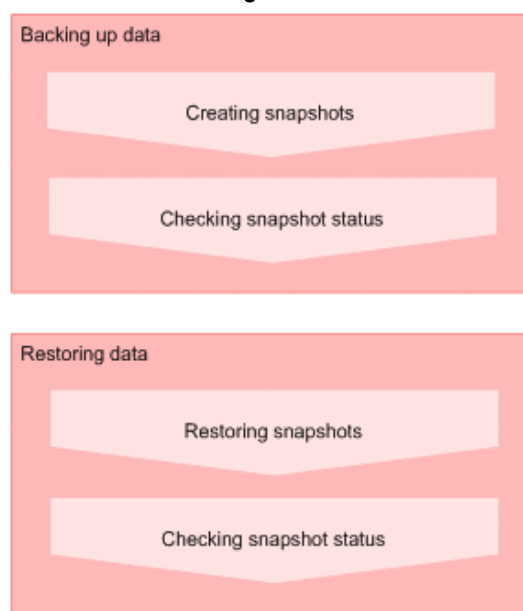 Backing up data
Creating snapshots
Checking snapshot status
Restoring data
Restoring snapshots
Checking snapshot status